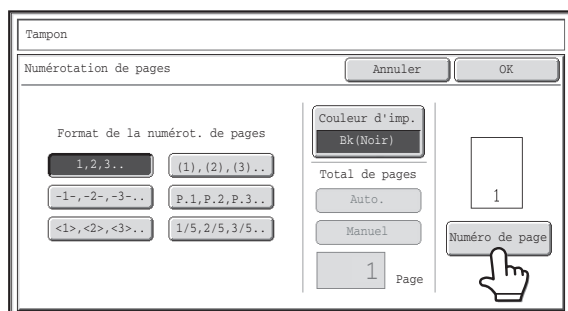 Tampon
Numérotation de pages
Annuler
OK
Format de la numérot. de pages
1,2,3..
(1),(2),(3)..
-1-,-2-,-3-..
P.1,P.2,P.3..
<1>,<2>,<3>..
1/5,2/5,3/5..
Couleur d'imp.
Bk(Noir)
Total de pages
Auto.
Manuel
1 Page
1
Numéro de page